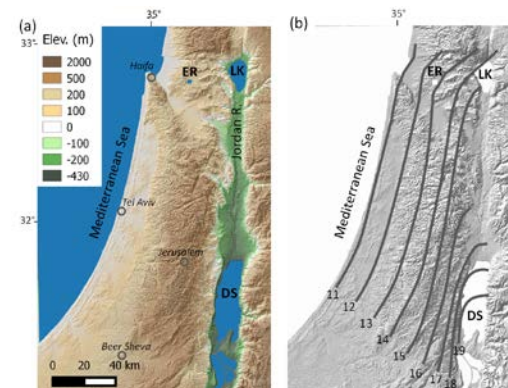 (a)
35°
33°
Elev. (m)
2000
500
200
100
0
-100
-200
-430
Haifa
ER
LK
Jordan R.
Mediterranean Sea
32°
Tel Aviv
Jerusalem
DS
Beer Sheva
0 20 40 km
(b)
35°
ER
LK
Mediterranean Sea
11
12
13
14
15
16
17
18
19
DS